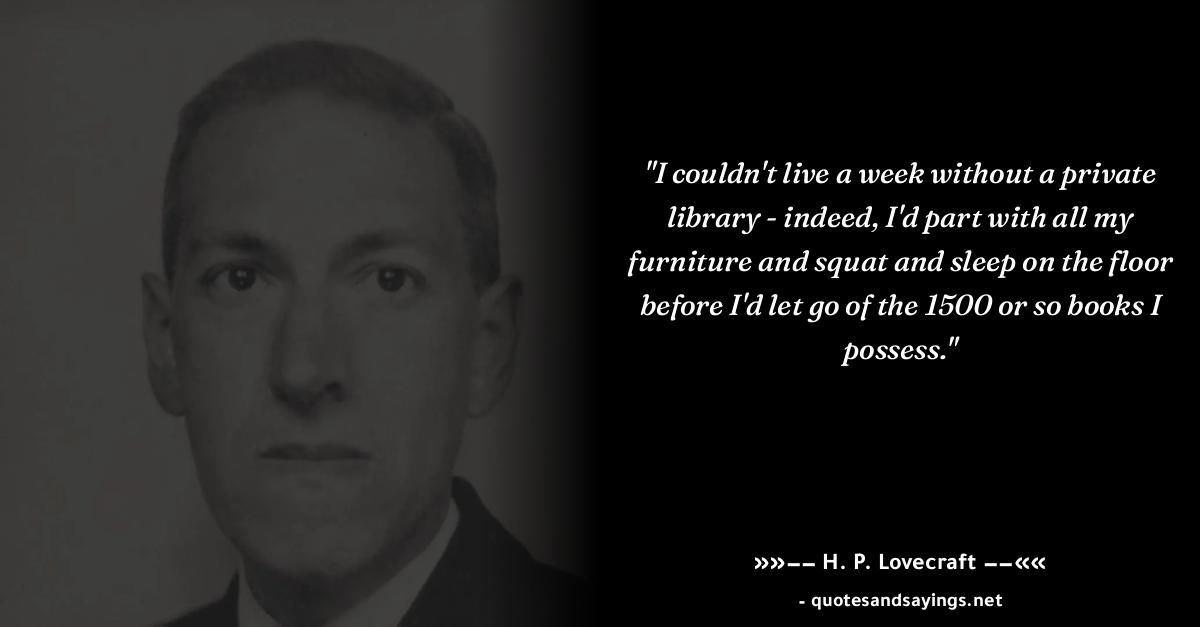 "I couldn't live a week without a private
library - indeed, I'd part with all my
furniture and squat and sleep on the floor
before I'd let go of the 1500 or so books I
possess."
»»−− H. P. Lovecraft −−««
- quotesandsayings.net